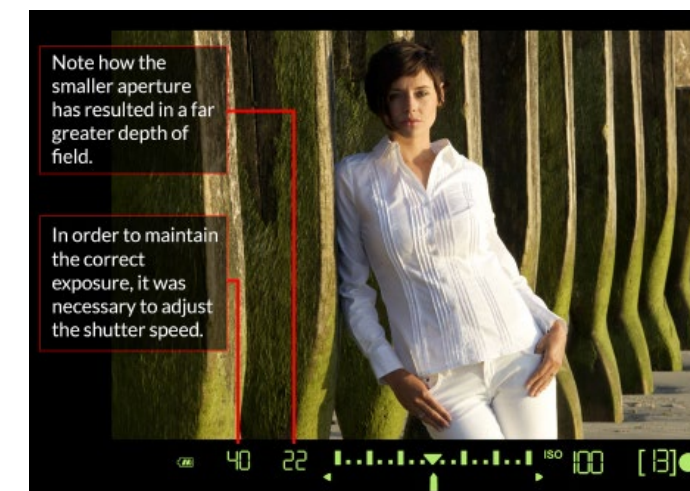 Note how the
smaller aperture
has resulted in a far
greater depth of
field.
In order to maintain
the correct
exposure, it was
necessary to adjust
the shutter speed.
40 22 ISO 100 [13]